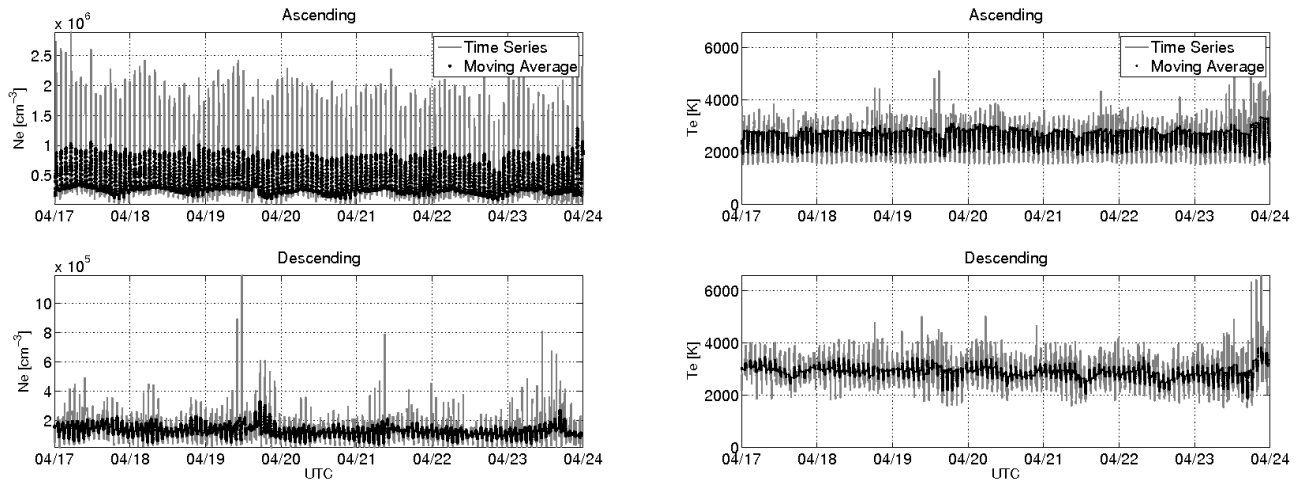 Ascending
x 10⁶
Ne [cm⁻³]
2.5
2
1.5
1
0.5
Time Series
Moving Average
04/17 04/18 04/19 04/20 04/21 04/22 04/23 04/24
Ascending
Te [K]
6000
4000
2000
0
Time Series
Moving Average
04/17 04/18 04/19 04/20 04/21 04/22 04/23 04/24
Descending
x 10⁵
Ne [cm⁻³]
10
8
6
4
2
04/17 04/18 04/19 04/20 04/21 04/22 04/23 04/24
UTC
Descending
Te [K]
6000
4000
2000
0
04/17 04/18 04/19 04/20 04/21 04/22 04/23 04/24
UTC